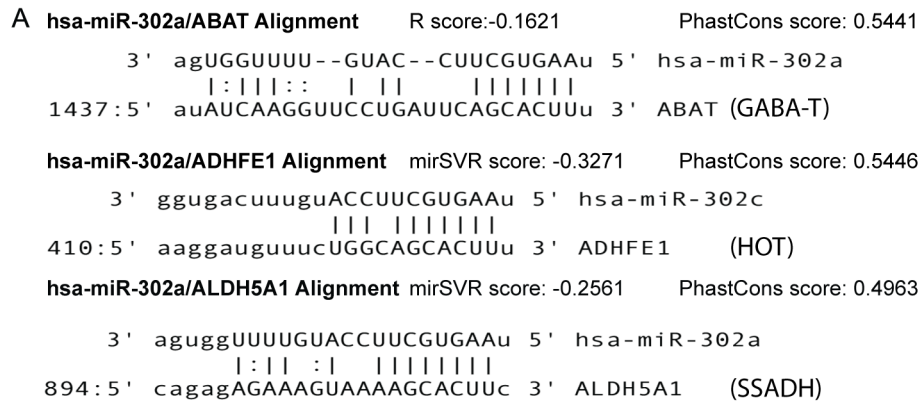 A hsa-miR-302a/ABAT Alignment R score:-0.1621 PhastCons score: 0.5441
3' agUGGUUUU--GUAC--CUUCGUGAAu 5' hsa-miR-302a
|:|||:: | || |||||||
1437:5' auAUCAAGGUUCCUGAUUCAGCACUUu 3' ABAT (GABA-T)
hsa-miR-302a/ADHFE1 Alignment mirSVR score: -0.3271 PhastCons score: 0.5446
3' ggugacuuuguACCUUCGUGAAu 5' hsa-miR-302c
||| |||||||
410:5' aaggauguuucUGGCAGCACUUu 3' ADHFE1 (HOT)
hsa-miR-302a/ALDH5A1 Alignment mirSVR score: -0.2561 PhastCons score: 0.4963
3' aguggUUUUGUACCUUCGUGAAu 5' hsa-miR-302a
|:|| :| ||||||||
894:5' cagagAGAAAGUAAAAGCACUUc 3' ALDH5A1 (SSADH)